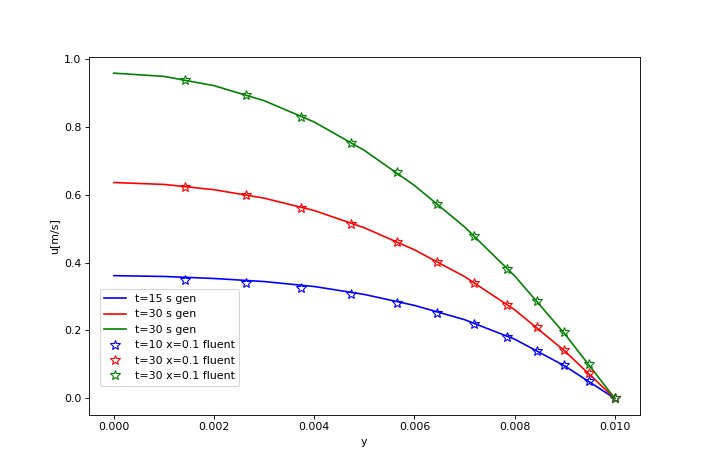 1.0
0.8
0.6
0.4
0.2
0.0
u[m/s]
t=15 s gen
t=30 s gen
t=30 s gen
t=10 x=0.1 fluent
t=30 x=0.1 fluent
t=30 x=0.1 fluent
0.000 0.002 0.004 0.006 0.008 0.010
y